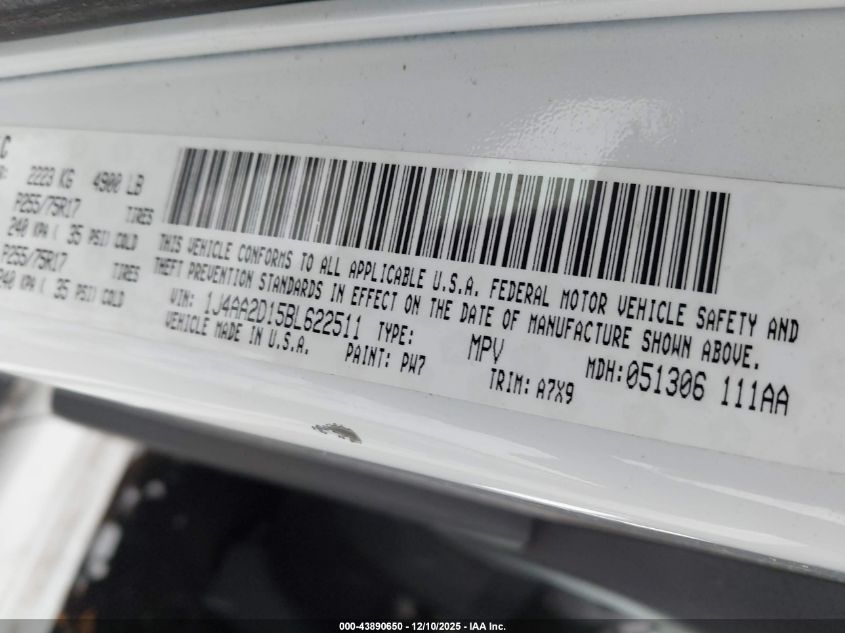 C
2223 KG 4900 LB
P255/75R17 TIRES
240 KPA ( 35 PSI) COLD
P255/75R17 TIRES
240 KPA ( 35 PSI) COLD
THIS VEHICLE CONFORMS TO ALL APPLICABLE U.S.A. FEDERAL MOTOR VEHICLE SAFETY AND
THEFT PREVENTION STANDARDS IN EFFECT ON THE DATE OF MANUFACTURE SHOWN ABOVE.
VIN: 1J4AA2D15BL622511 TYPE: MPV MDH:051306 111AA
VEHICLE MADE IN U.S.A. PAINT: PW7 TRIM: A7X9
000-43890650 - 12/10/2025 - IAA Inc.